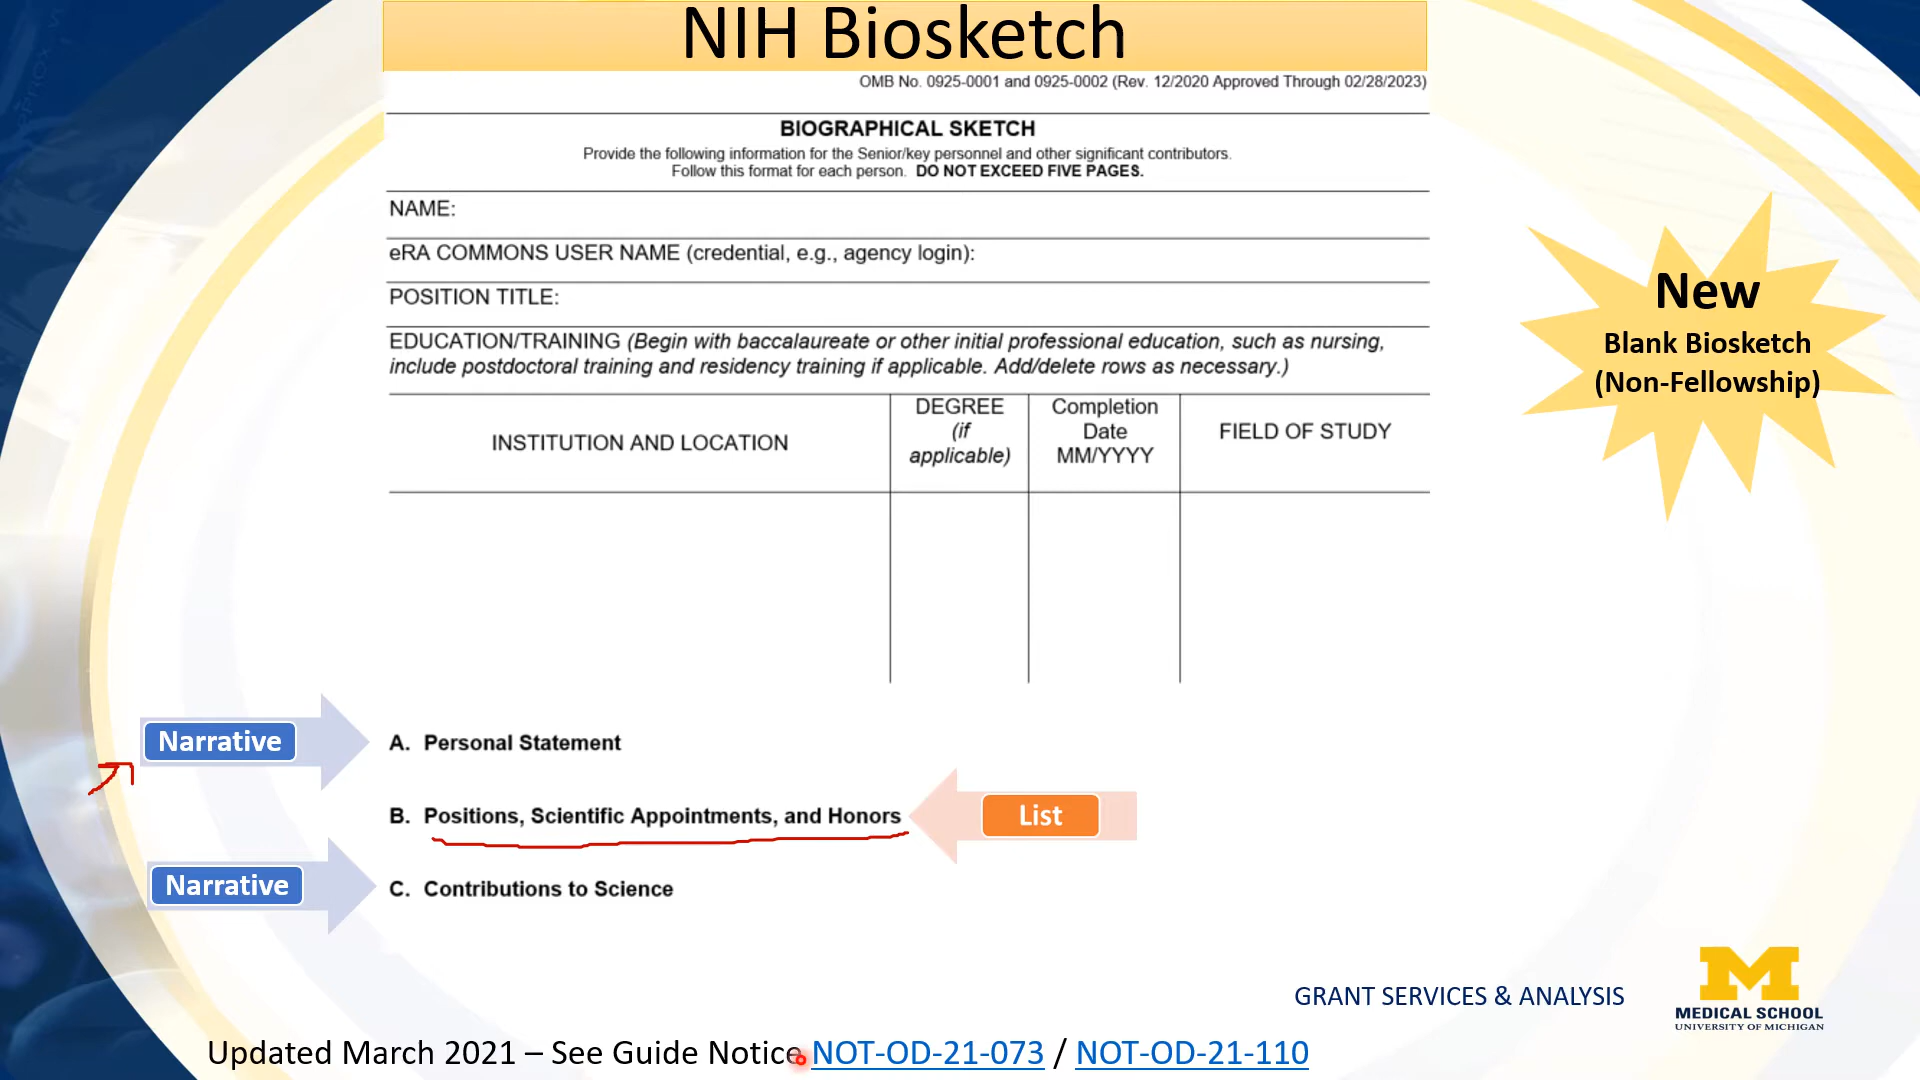 NIH Biosketch
OMB No. 0925-0001 and 0925-0002 (Rev. 12/2020 Approved Through 02/28/2023)
BIOGRAPHICAL SKETCH
Provide the following information for the Senior/key personnel and other significant contributors.
Follow this format for each person. DO NOT EXCEED FIVE PAGES.
NAME:
eRA COMMONS USER NAME (credential, e.g., agency login):
POSITION TITLE:
EDUCATION/TRAINING (Begin with baccalaureate or other initial professional education, such as nursing,
include postdoctoral training and residency training if applicable. Add/delete rows as necessary.)
INSTITUTION AND LOCATION
DEGREE
(if
applicable)
Completion
Date
MM/YYYY
FIELD OF STUDY
New
Blank Biosketch
(Non-Fellowship)
Narrative
A. Personal Statement
B. Positions, Scientific Appointments, and Honors
List
Narrative
C. Contributions to Science
GRANT SERVICES & ANALYSIS
M
MEDICAL SCHOOL
UNIVERSITY OF MICHIGAN
Updated March 2021 – See Guide Notice NOT-OD-21-073 / NOT-OD-21-110